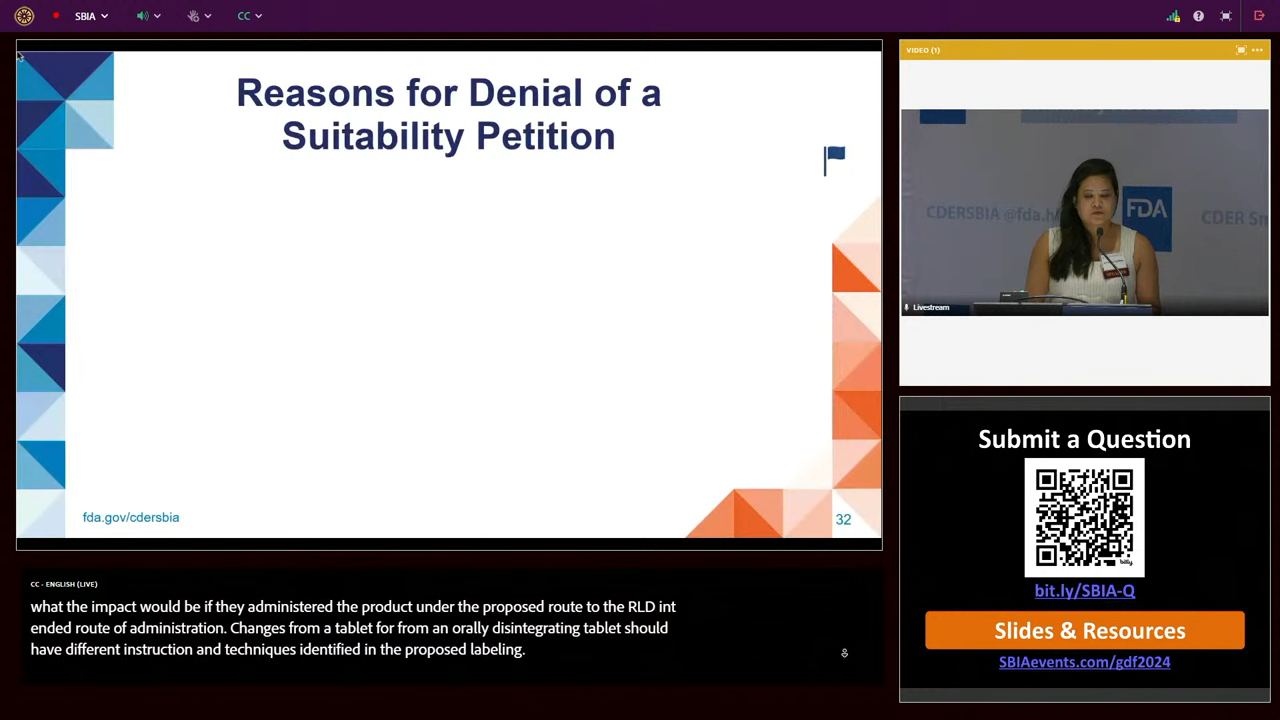 SBIA
CC
Reasons for Denial of a
Suitability Petition
fda.gov/cdersbia
32
CC - ENGLISH (LIVE)
what the impact would be if they administered the product under the proposed route to the RLD int
ended route of administration. Changes from a tablet for from an orally disintegrating tablet should
have different instruction and techniques identified in the proposed labeling.
VIDEO (1)
CDERSBIA @fda.h
FDA
CDER Sm
Livestream
Submit a Question
bitly
bit.ly/SBIA-Q
Slides & Resources
SBIAevents.com/gdf2024